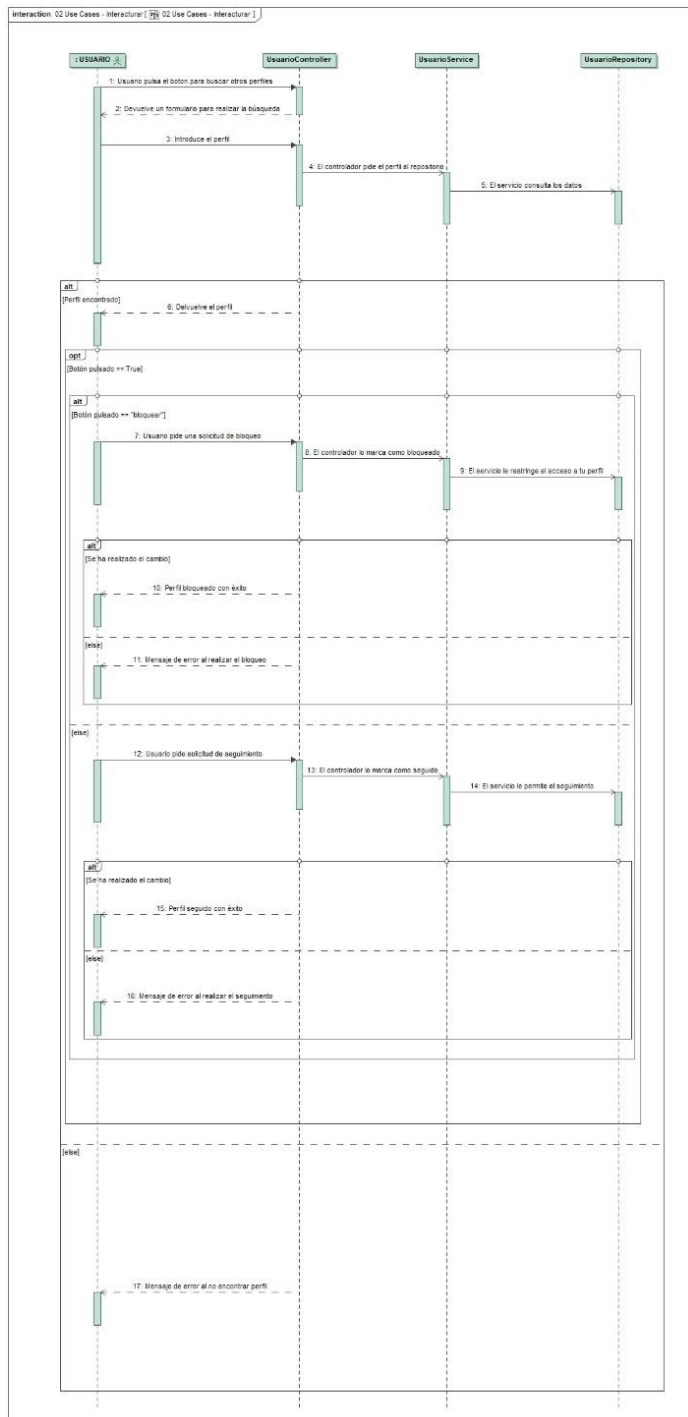 interaction 02 Use Cases - Interacturar [ 02 Use Cases - Interacturar ]
: USUARIO
UsuarioController
UsuarioService
UsuarioRepository
1: Usuario pulsa el boton para buscar otros perfiles
2: Devuelve un formulario para realizar la búsqueda
3: Introduce el perfil
4: El controlador pide el perfil al repositorio
5: El servicio consulta los datos
alt
[Perfil encontrado]
6: Delvuelve el perfil
opt
[Botón pulsado == True]
alt
[Botón pulsado == "bloquear"]
7: Usuario pide una solicitud de bloqueo
8: El controlador lo marca como bloqueado
9: El servicio le restringe el acceso a tu perfil
alt
[Se ha realizado el cambio]
10: Perfil bloqueado con éxito
[else]
11: Mensaje de error al realizar el bloqueo
[else]
12: Usuario pide solicitud de seguimiento
13: El controlador lo marca como seguido
14: El servicio le permite el seguimiento
alt
[Se ha realizado el cambio]
15: Perfil seguido con éxito
[else]
16: Mensaje de error al realizar el seguimento
[else]
17: Mensaje de error al no encontrar perfil